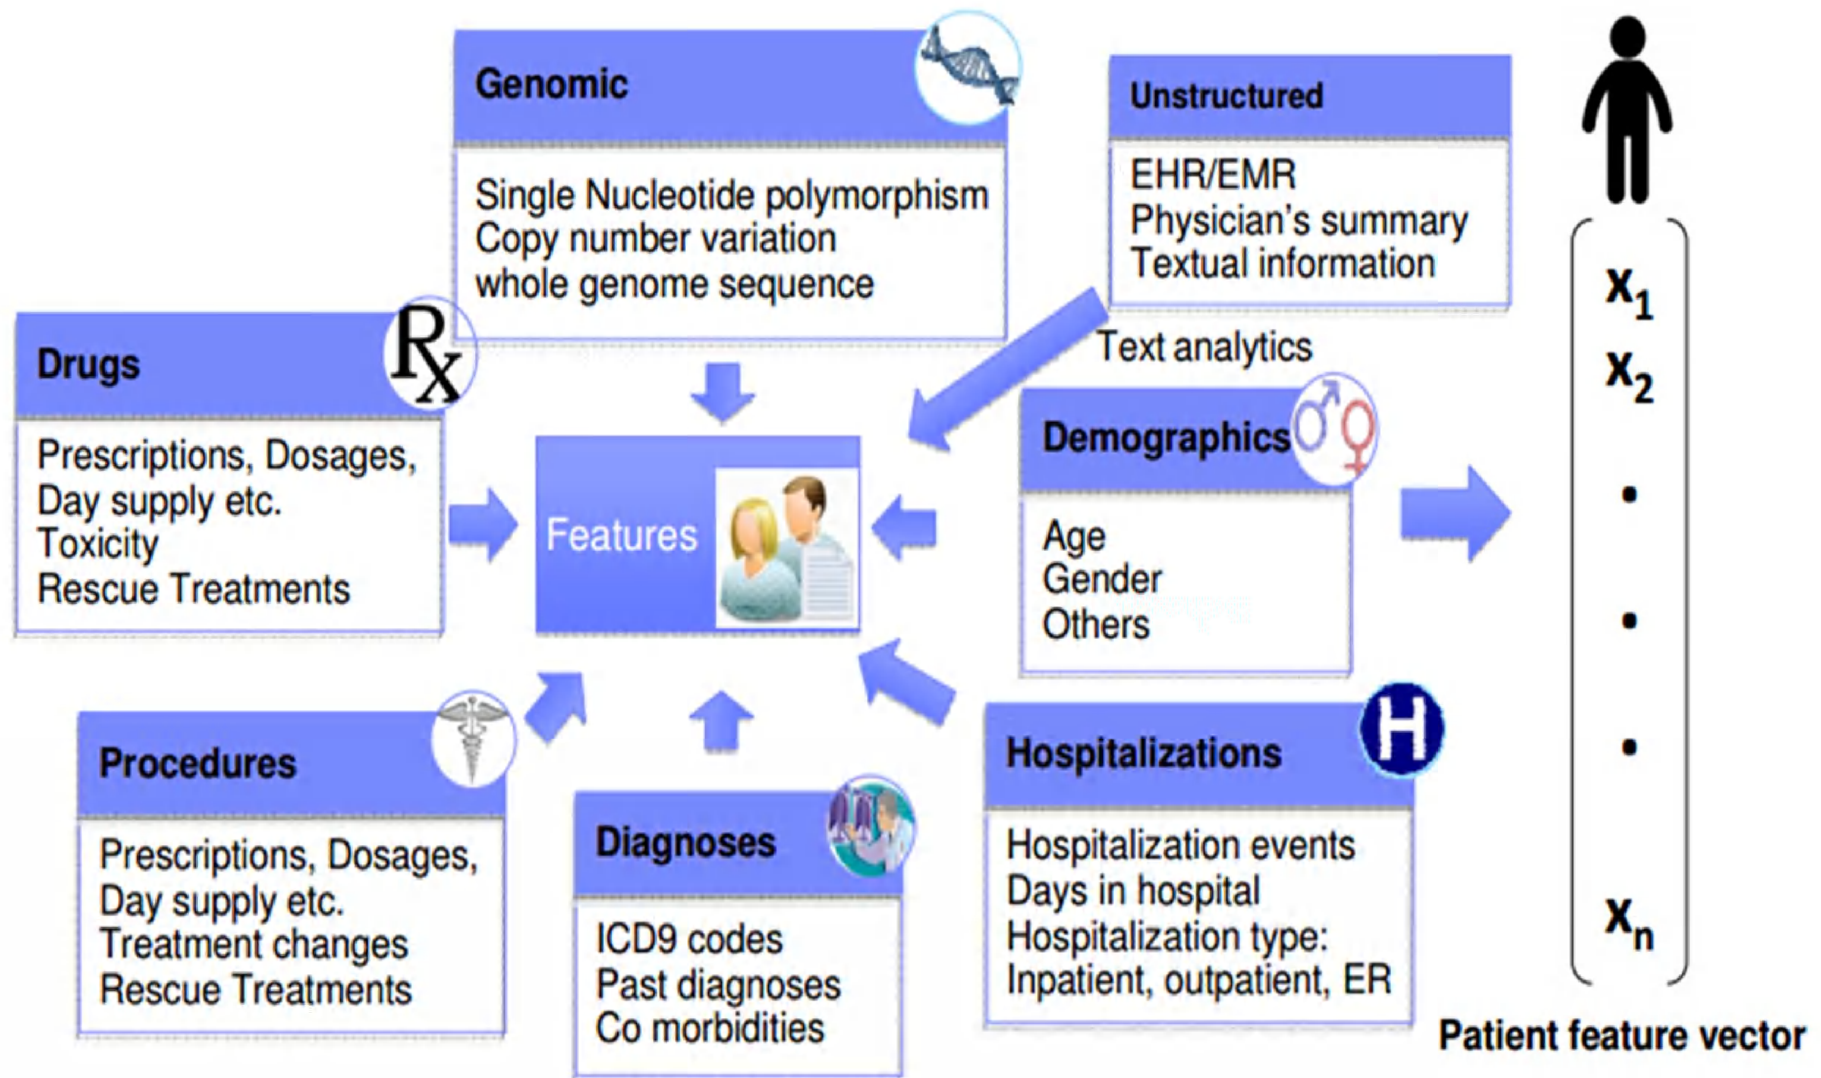 Genomic
Single Nucleotide polymorphism
Copy number variation
whole genome sequence
Unstructured
EHR/EMR
Physician's summary
Textual information
Text analytics
Drugs
Rx
Prescriptions, Dosages,
Day supply etc.
Toxicity
Rescue Treatments
Features
Demographics
Age
Gender
Others
Procedures
Prescriptions, Dosages,
Day supply etc.
Treatment changes
Rescue Treatments
Diagnoses
ICD9 codes
Past diagnoses
Co morbidities
Hospitalizations
H
Hospitalization events
Days in hospital
Hospitalization type:
Inpatient, outpatient, ER
x₁
x₂
.
.
.
xₙ
Patient feature vector